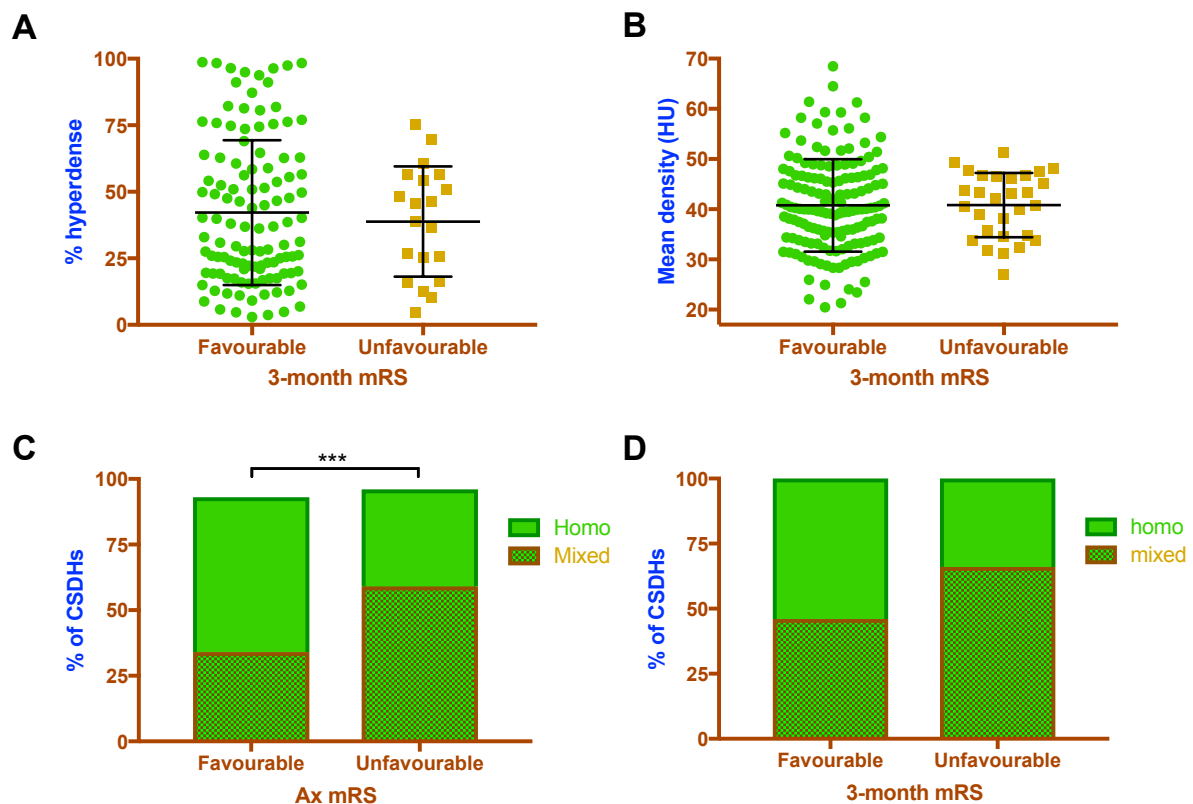 A
% hyperdense
100
75
50
25
0
Favourable Unfavourable
3-month mRS
B
Mean density (HU)
70
60
50
40
30
20
Favourable Unfavourable
3-month mRS
C
% of CSDHs
100
75
50
25
0
***
Homo
Mixed
Favourable Unfavourable
Ax mRS
D
% of CSDHs
100
75
50
25
0
homo
mixed
Favourable Unfavourable
3-month mRS